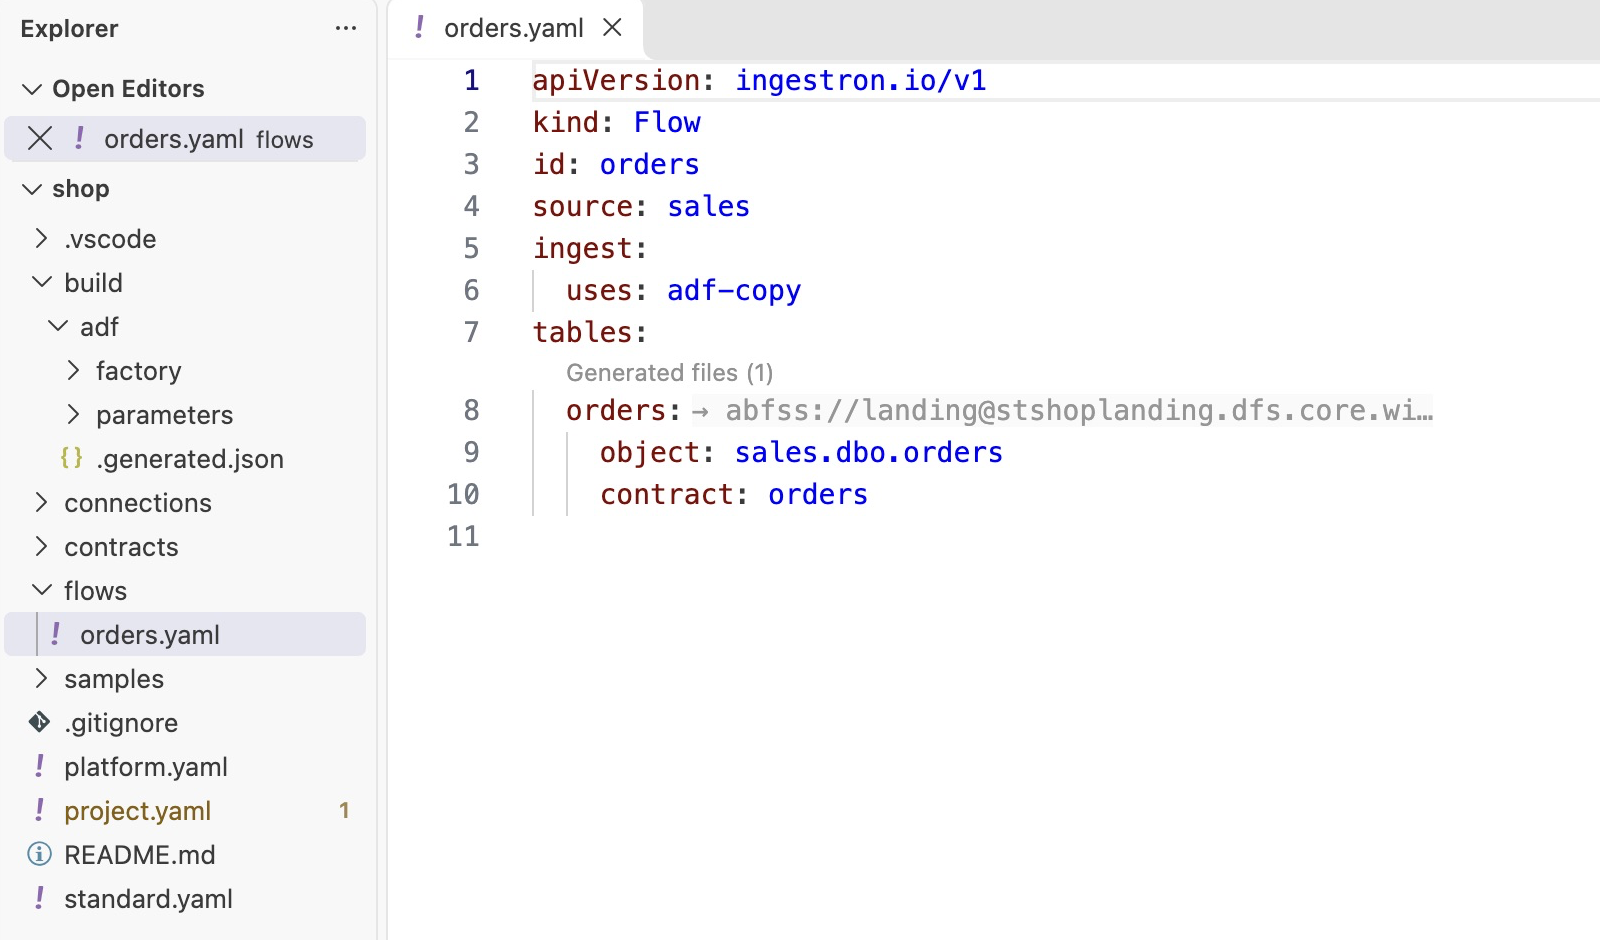 Explorer
Open Editors
orders.yaml flows
shop
.vscode
build
adf
factory
parameters
{} .generated.json
connections
contracts
flows
! orders.yaml
samples
.gitignore
! platform.yaml
! project.yaml 1
README.md
! standard.yaml
! orders.yaml
1 apiVersion: ingestron.io/v1
2 kind: Flow
3 id: orders
4 source: sales
5 ingest:
6 uses: adf-copy
7 tables:
Generated files (1)
8 orders: → abfss://landing@stshoplanding.dfs.core.wi…
9 object: sales.dbo.orders
10 contract: orders
11